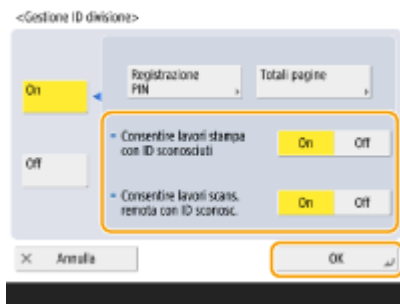 <Gestione ID divisione>
On
Registrazione
PIN
Totali pagine
Off
Consentire lavori stampa
con ID sconosciuti
On
Off
Consentire lavori scans.
remota con ID sconosc.
On
Off
Annulla
OK